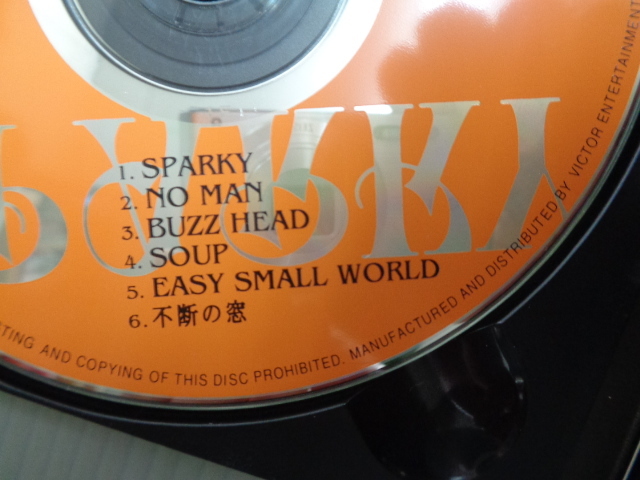 SPARKY
1. SPARKY
2. NO MAN
3. BUZZ HEAD
4. SOUP
5. EASY SMALL WORLD
6. 不断の窓
TING AND COPYING OF THIS DISC PROHIBITED. MANUFACTURED AND DISTRIBUTED BY VICTOR ENTERTAINMENT